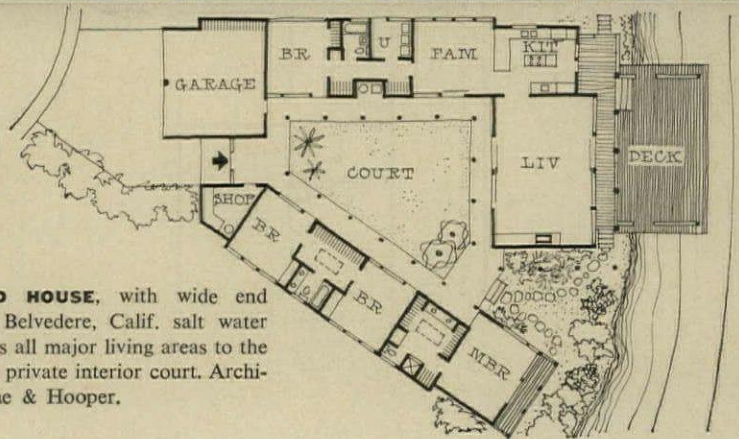 BR
U
FAM
KIT
GARAGE
LIV
DECK
COURT
SHOP
BR
BR
MBR
HOUSE, with wide end
Belvedere, Calif. salt water
all major living areas to the
private interior court. Archi-
& Hooper.